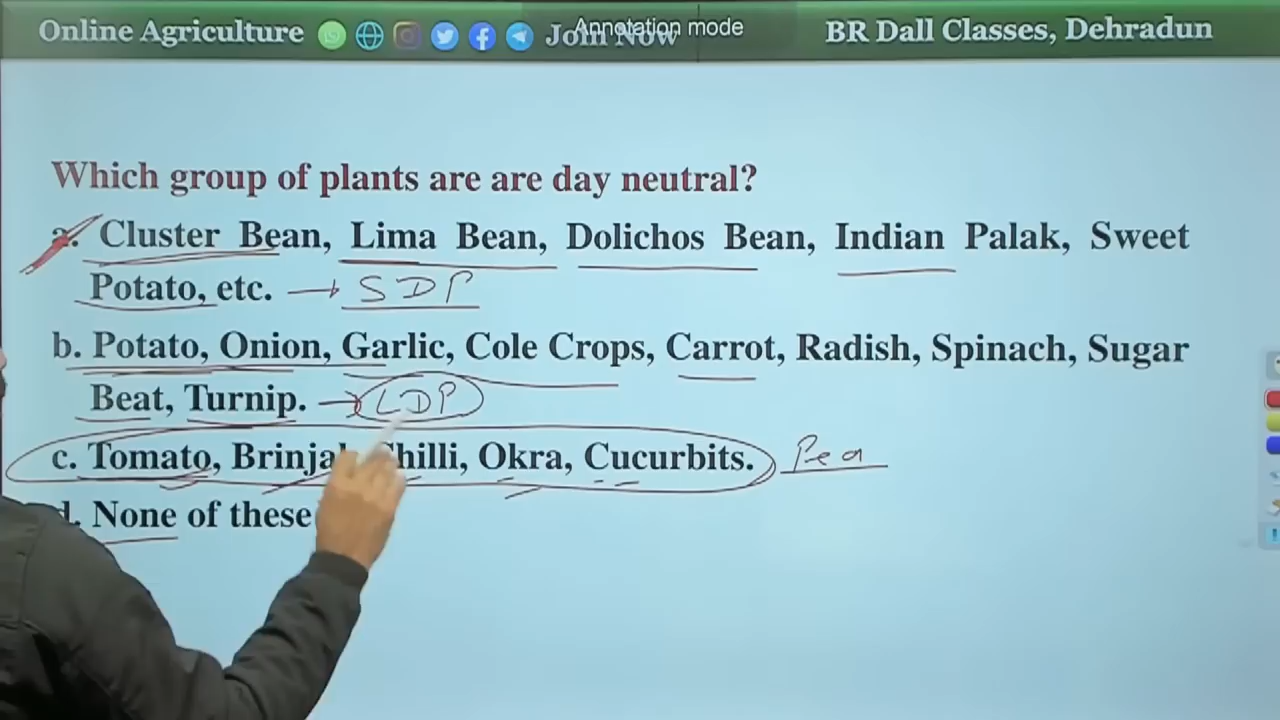 Online Agriculture Join Now Annotation mode BR Dall Classes, Dehradun
Which group of plants are are day neutral?
a. Cluster Bean, Lima Bean, Dolichos Bean, Indian Palak, Sweet
Potato, etc. → SDP
b. Potato, Onion, Garlic, Cole Crops, Carrot, Radish, Spinach, Sugar
Beat, Turnip. → LDP
c. Tomato, Brinjal, Chilli, Okra, Cucurbits. Pea
d. None of these